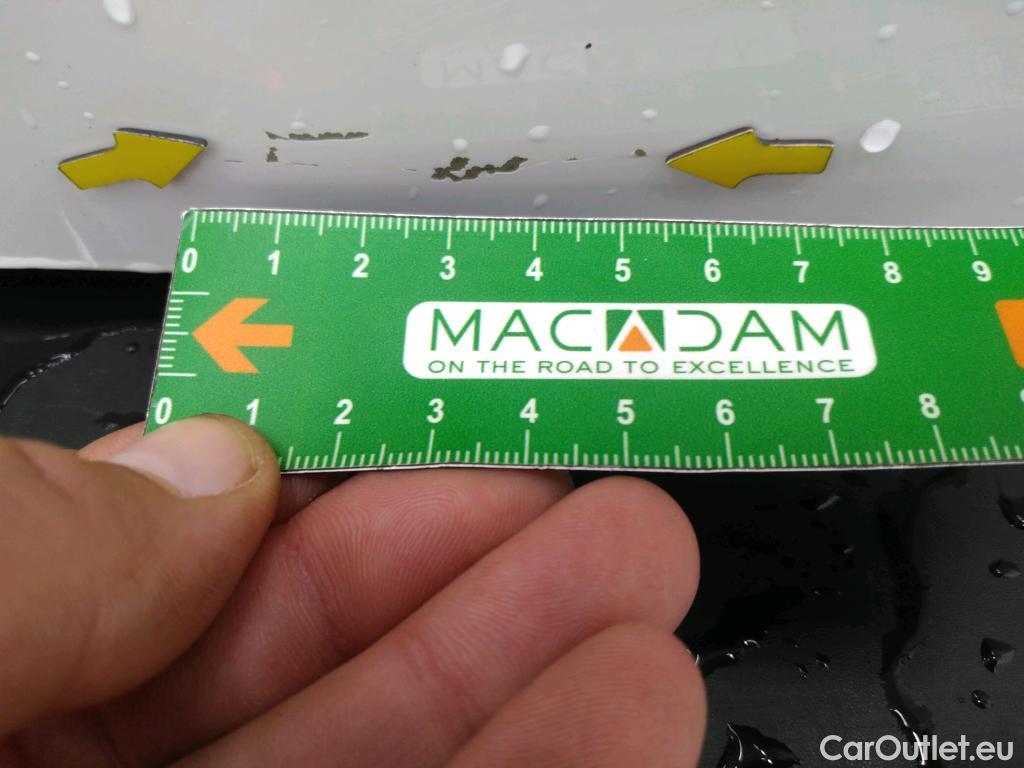 0 1 2 3 4 5 6 7 8 9
MACADAM
ON THE ROAD TO EXCELLENCE
0 1 2 3 4 5 6 7 8
CarOutlet.eu